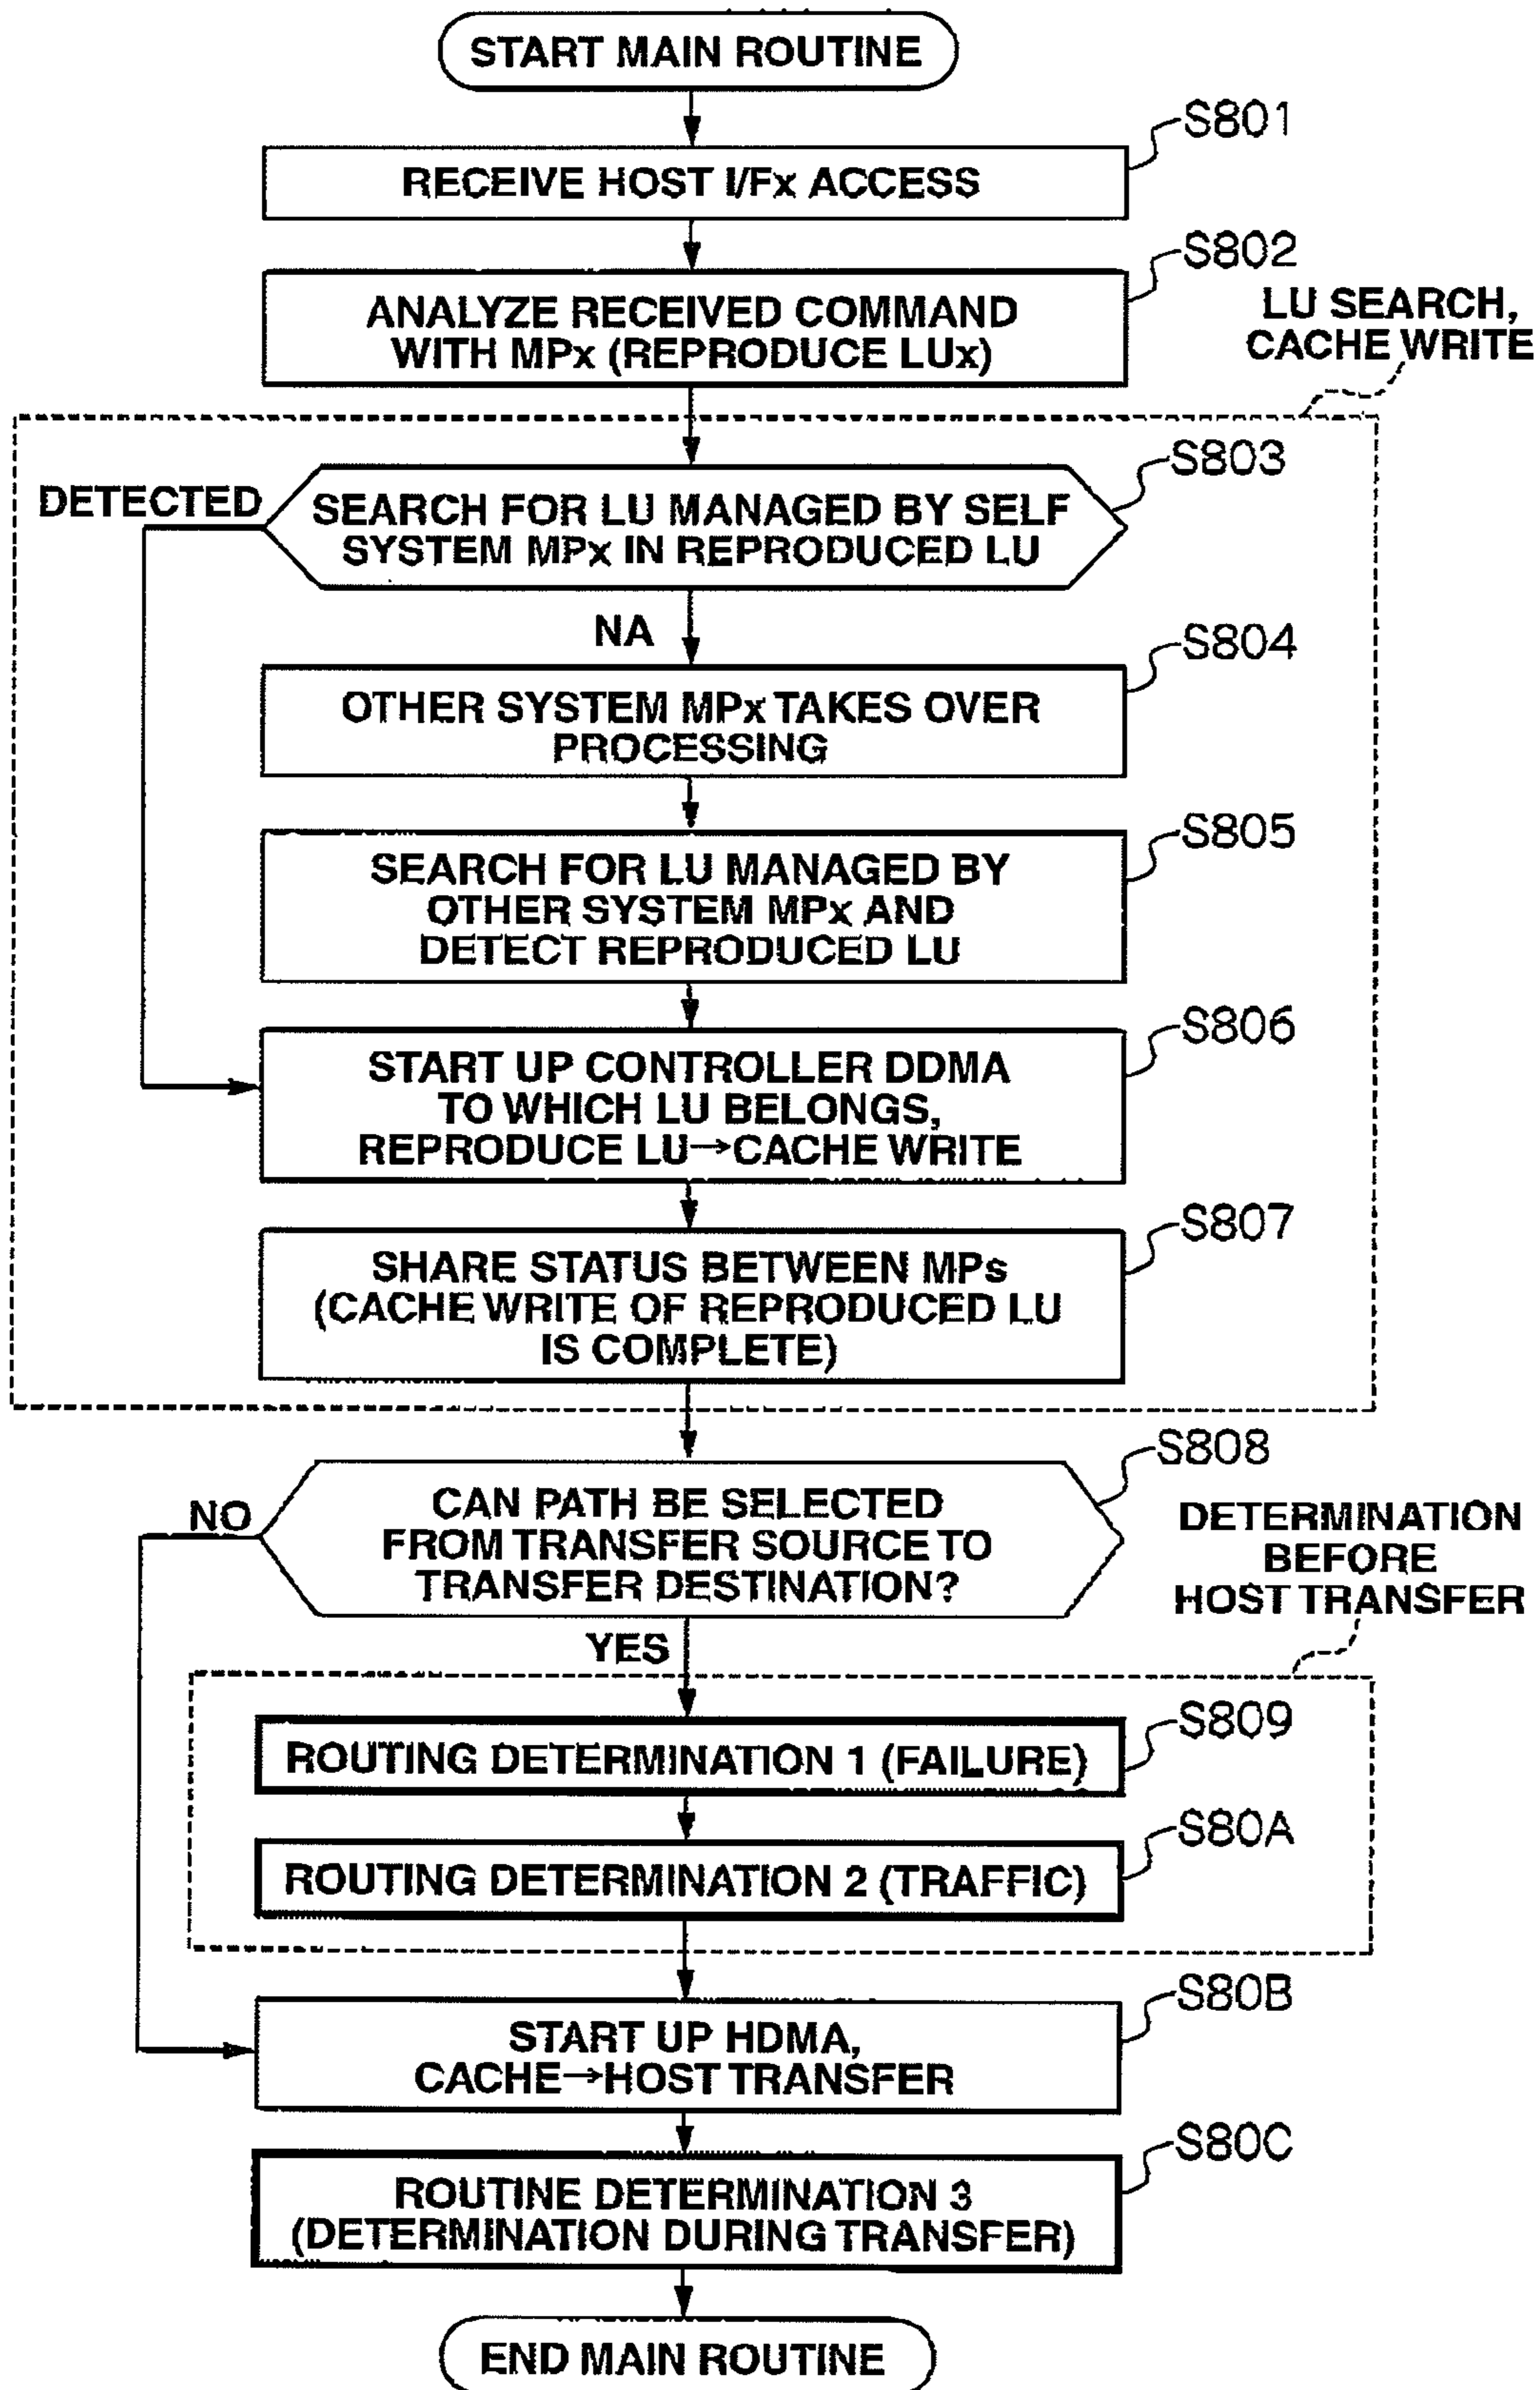 START MAIN ROUTINE
S801
RECEIVE HOST I/Fx ACCESS
S802
ANALYZE RECEIVED COMMAND
WITH MPx (REPRODUCE LUx)
LU SEARCH,
CACHE WRITE
S803
DETECTED
SEARCH FOR LU MANAGED BY SELF
SYSTEM MPx IN REPRODUCED LU
NA
S804
OTHER SYSTEM MPx TAKES OVER
PROCESSING
S805
SEARCH FOR LU MANAGED BY
OTHER SYSTEM MPx AND
DETECT REPRODUCED LU
S806
START UP CONTROLLER DDMA
TO WHICH LU BELONGS,
REPRODUCE LU→CACHE WRITE
S807
SHARE STATUS BETWEEN MPs
(CACHE WRITE OF REPRODUCED LU
IS COMPLETE)
S808
NO
CAN PATH BE SELECTED
FROM TRANSFER SOURCE TO
TRANSFER DESTINATION?
DETERMINATION
BEFORE
HOST TRANSFER
YES
S809
ROUTING DETERMINATION 1 (FAILURE)
S80A
ROUTING DETERMINATION 2 (TRAFFIC)
S80B
START UP HDMA,
CACHE→HOST TRANSFER
S80C
ROUTINE DETERMINATION 3
(DETERMINATION DURING TRANSFER)
END MAIN ROUTINE